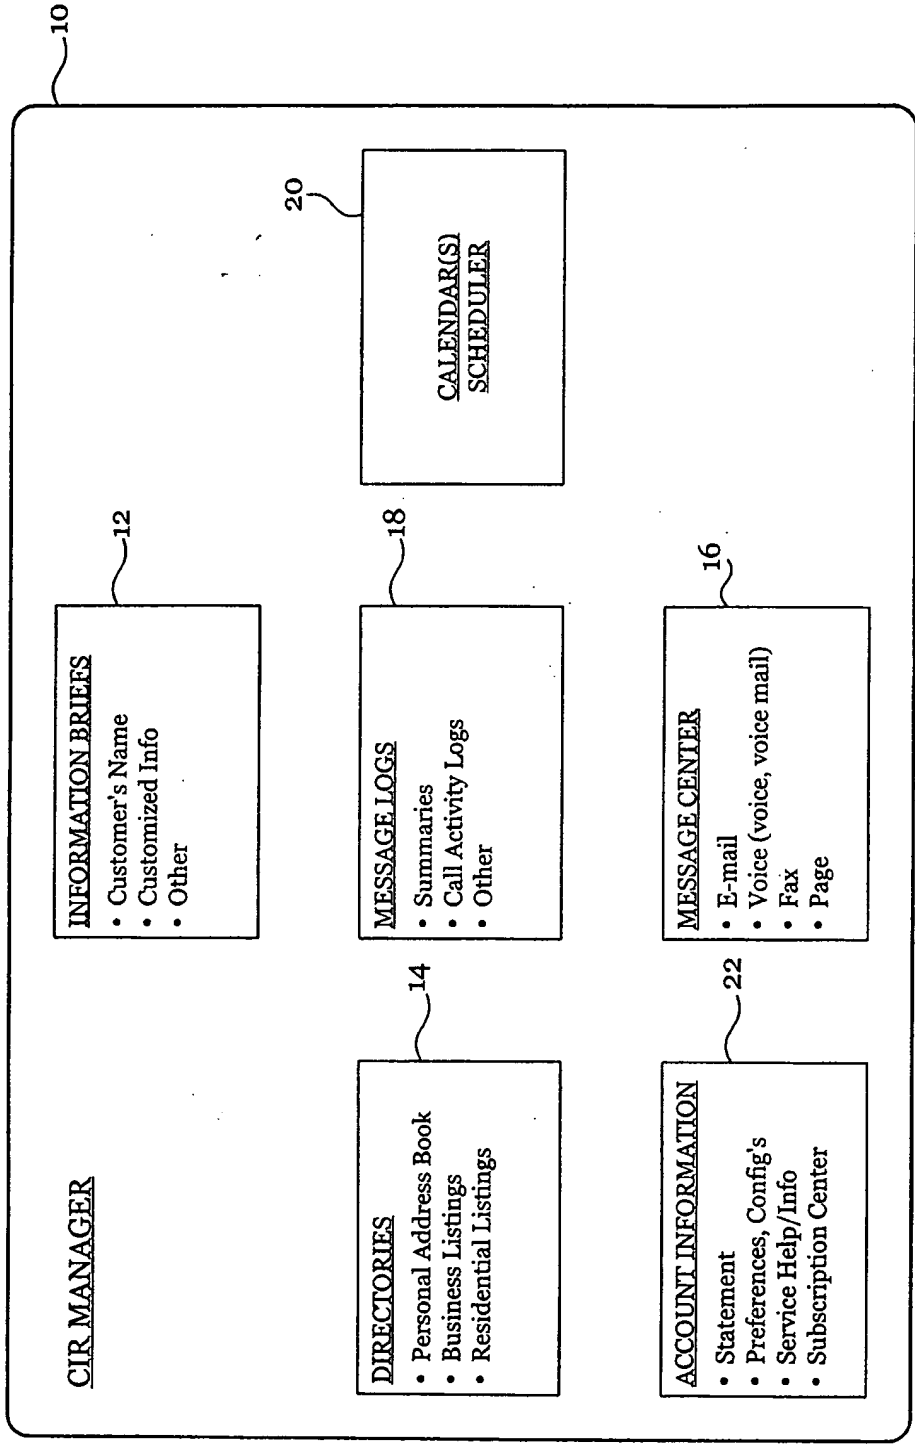 10
CIR MANAGER
INFORMATION BRIEFS
• Customer's Name
• Customized Info
• Other
12
DIRECTORIES
• Personal Address Book
• Business Listings
• Residential Listings
14
MESSAGE LOGS
• Summaries
• Call Activity Logs
• Other
18
CALENDAR(S)
SCHEDULER
20
ACCOUNT INFORMATION
• Statement
• Preferences, Config's
• Service Help/Info
• Subscription Center
22
MESSAGE CENTER
• E-mail
• Voice (voice, voice mail)
• Fax
• Page
16